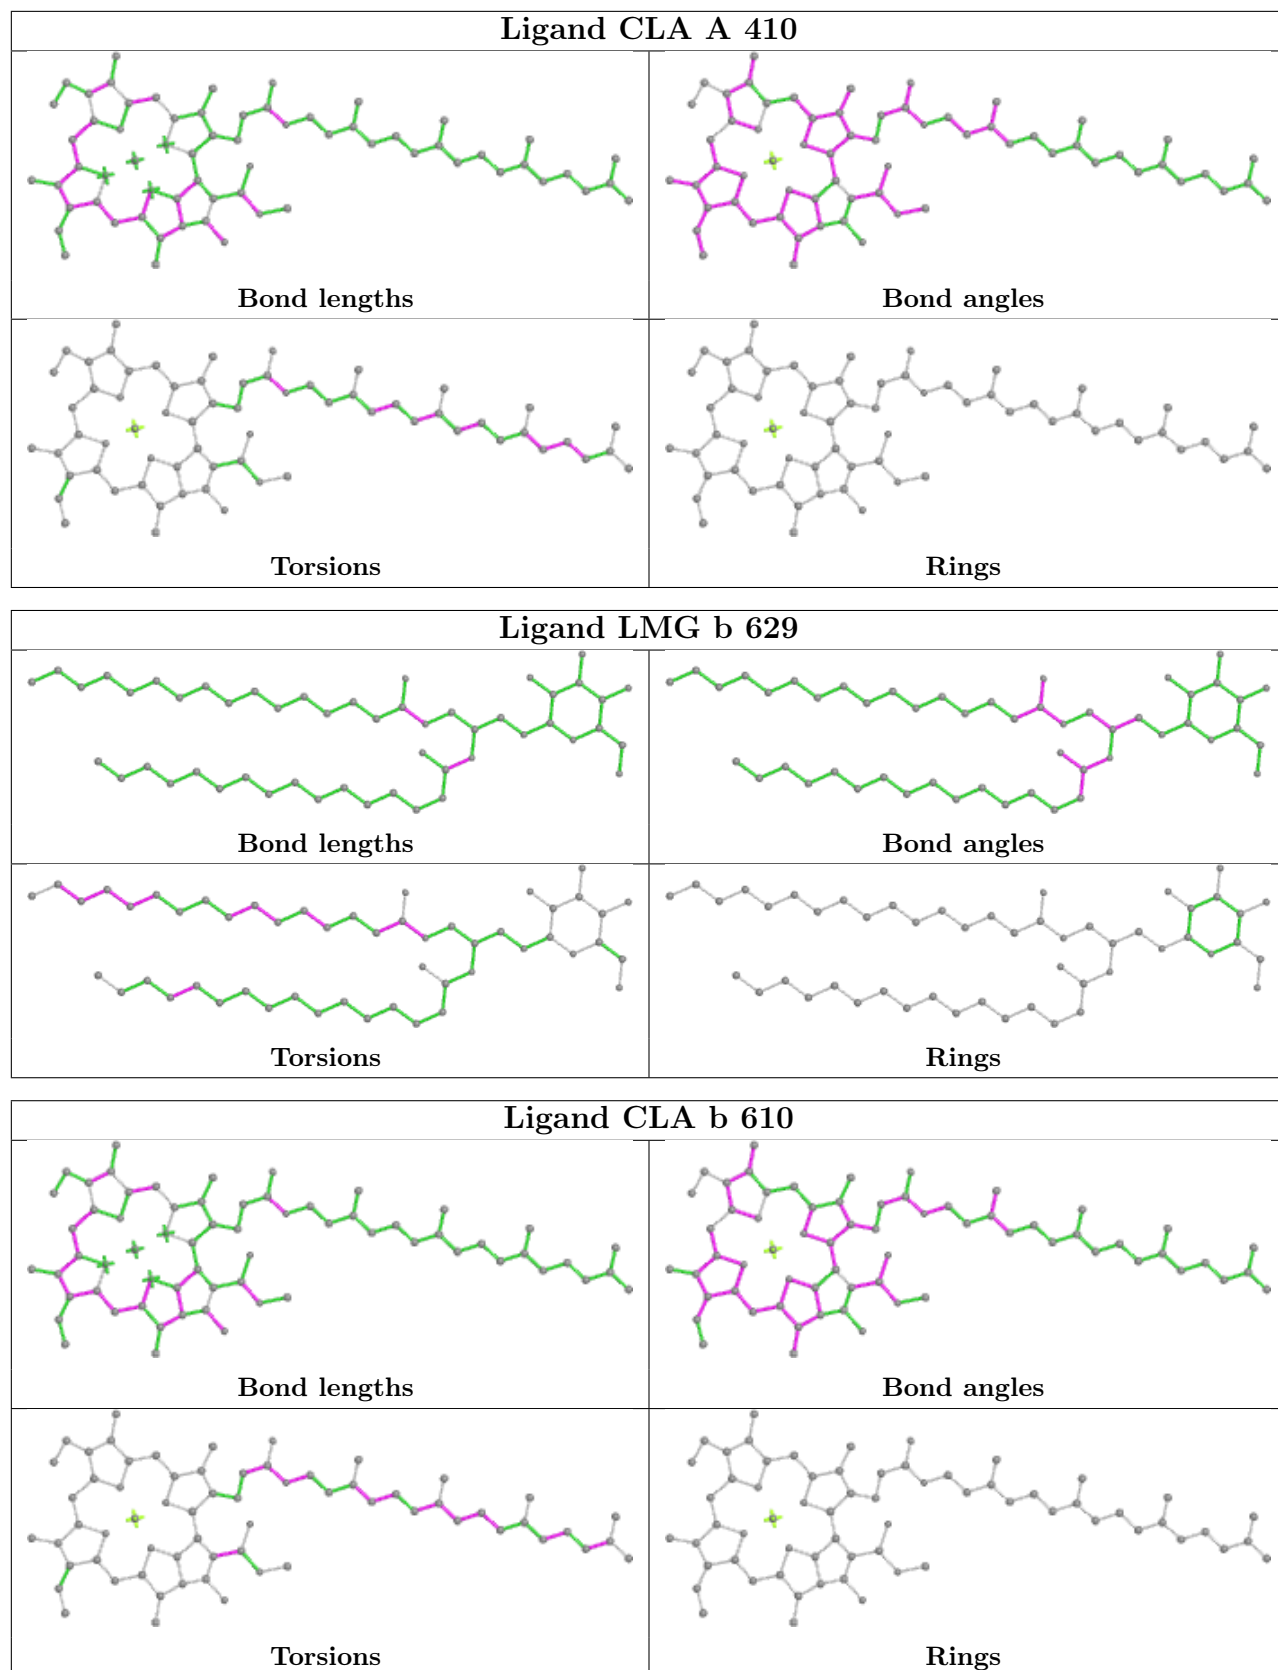 Ligand CLA A 410
Bond lengths
Bond angles
Torsions
Rings
Ligand LMG b 629
Bond lengths
Bond angles
Torsions
Rings
Ligand CLA b 610
Bond lengths
Bond angles
Torsions
Rings